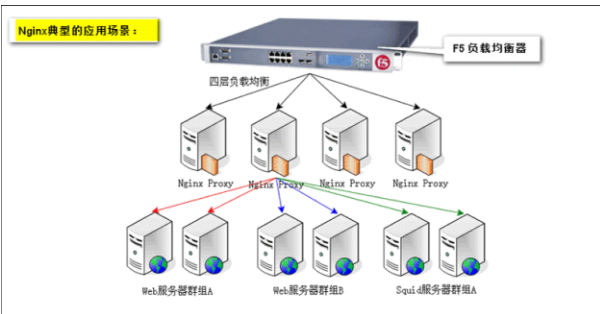 Nginx典型的应用场景：
F5 负载均衡器
f5
四层负载均衡
Nginx Proxy
Nginx Proxy
Nginx Proxy
Nginx Proxy
Web服务器群组A
Web服务器群组B
Squid服务器群组A